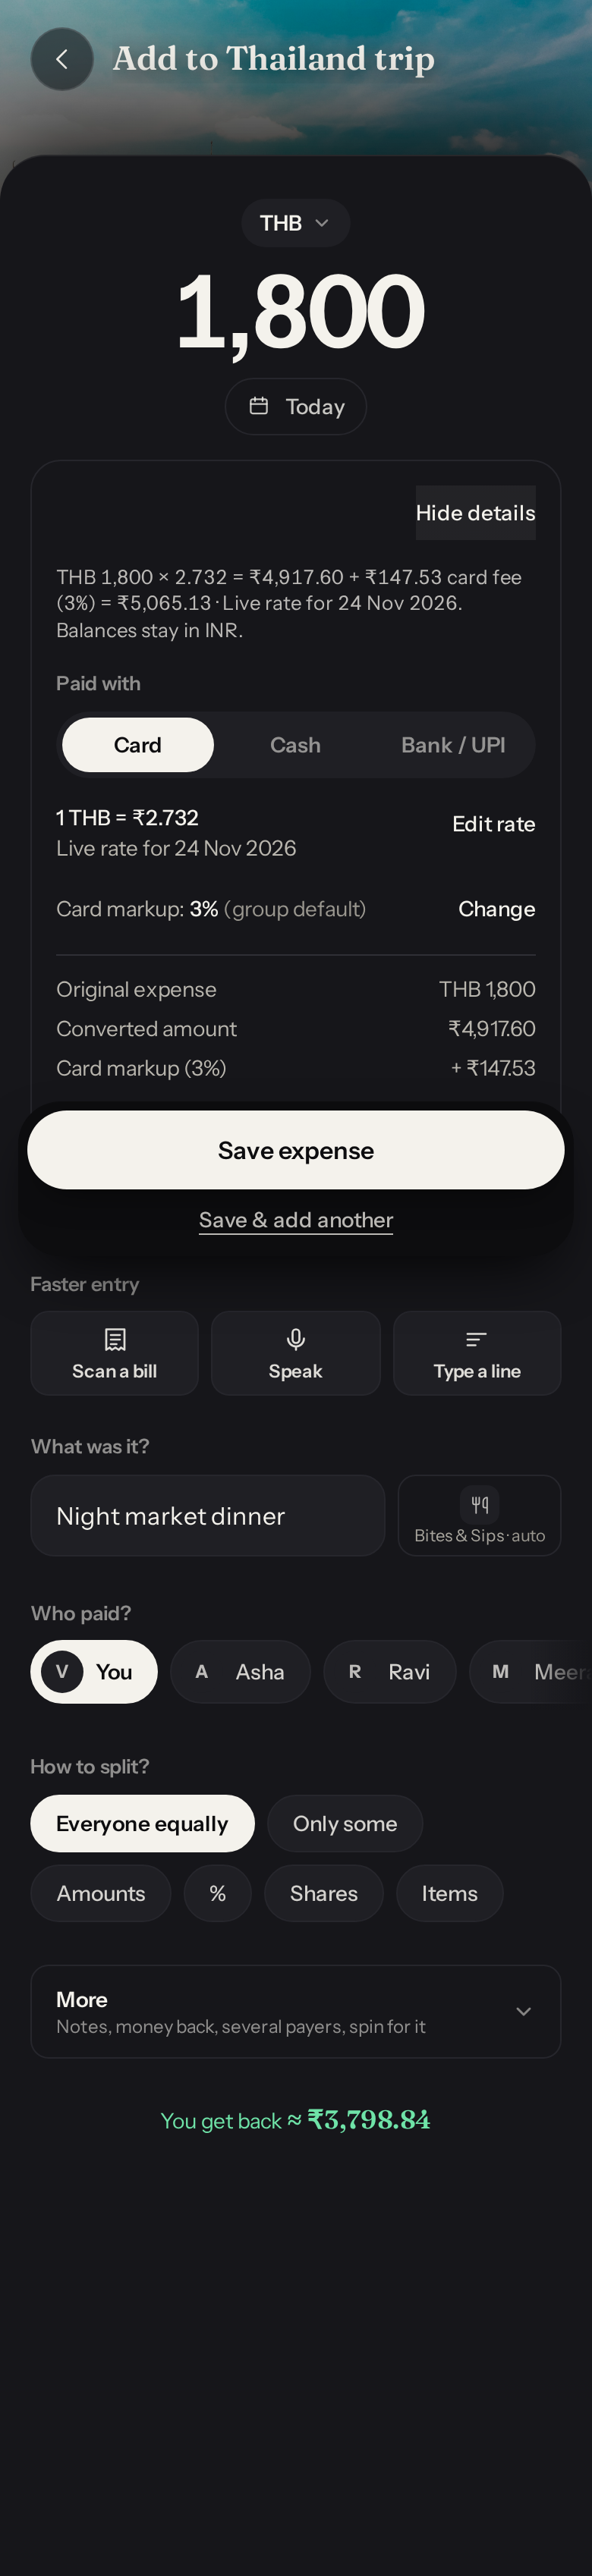 Add to Thailand trip
THB
1,800
Today
Hide details
THB 1,800 × 2.732 = ₹4,917.60 + ₹147.53 card fee
(3%) = ₹5,065.13 · Live rate for 24 Nov 2026.
Balances stay in INR.
Paid with
Card Cash Bank / UPI
1 THB = ₹2.732 Edit rate
Live rate for 24 Nov 2026
Card markup: 3% (group default) Change
Original expense THB 1,800
Converted amount ₹4,917.60
Card markup (3%) + ₹147.53
Save expense
Save & add another
Faster entry
Scan a bill Speak Type a line
What was it?
Night market dinner
Bites & Sips · auto
Who paid?
V You A Asha R Ravi M
How to split?
Everyone equally Only some
Amounts % Shares Items
More
Notes, money back, several payers, spin for it
You get back ≈ ₹3,798.84